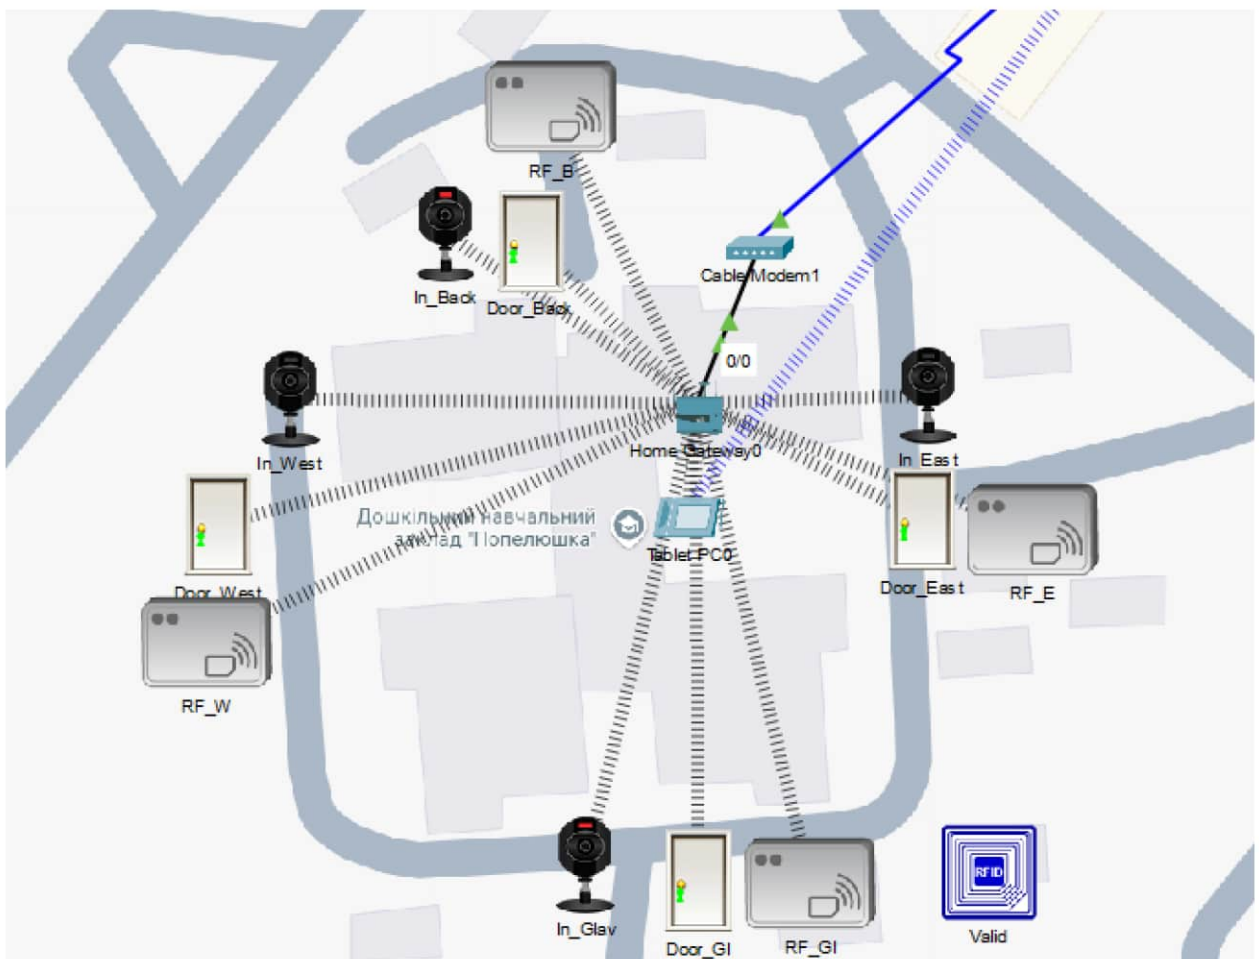 RF_B
In_Back
Door_Back
Cable Modem1
0/0
In_West
Home Gateway0
In_East
Дошкільний навчальний
заклад "Попелюшка"
Tablet PC0
Door_West
Door_East
RF_E
RF_W
In_Glav
Door_Gl
RF_Gl
RFID
Valid